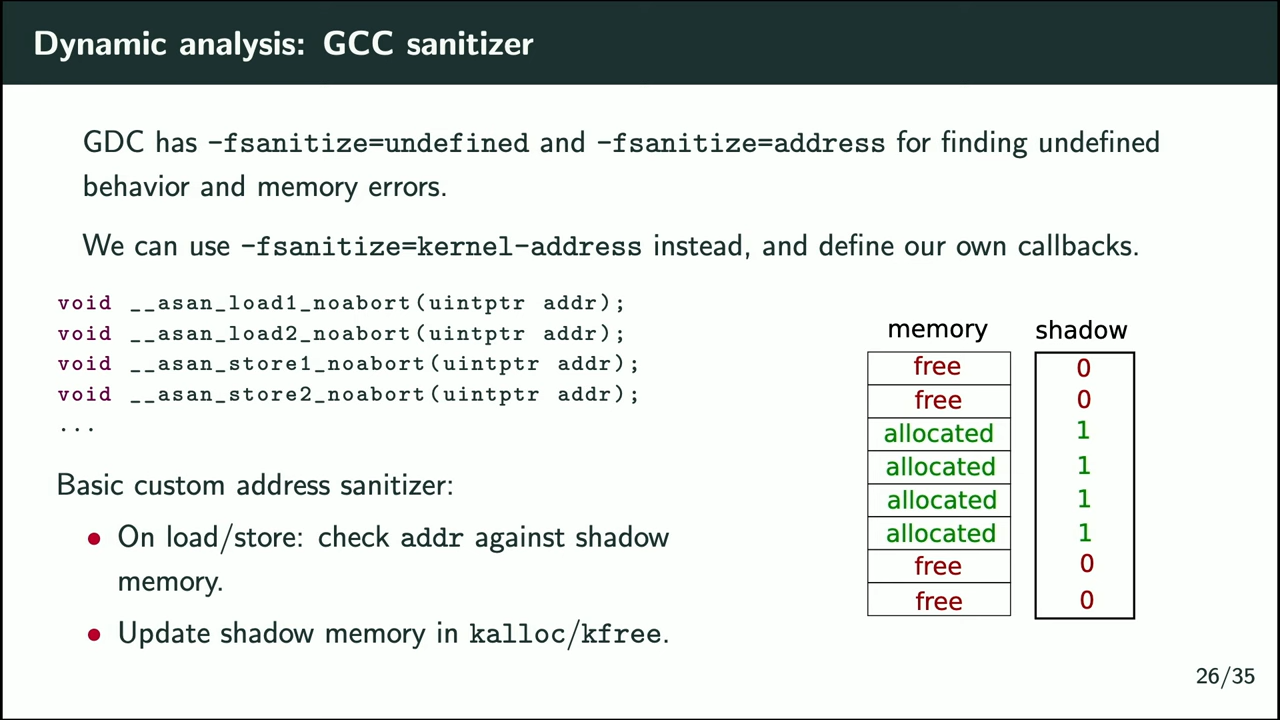 Dynamic analysis: GCC sanitizer
GDC has -fsanitize=undefined and -fsanitize=address for finding undefined
behavior and memory errors.
We can use -fsanitize=kernel-address instead, and define our own callbacks.
void __asan_load1_noabort(uintptr addr);
void __asan_load2_noabort(uintptr addr);
void __asan_store1_noabort(uintptr addr);
void __asan_store2_noabort(uintptr addr);
...
Basic custom address sanitizer:
• On load/store: check addr against shadow
memory.
• Update shadow memory in kalloc/kfree.
memory shadow
free 0
free 0
allocated 1
allocated 1
allocated 1
allocated 1
free 0
free 0
26/35